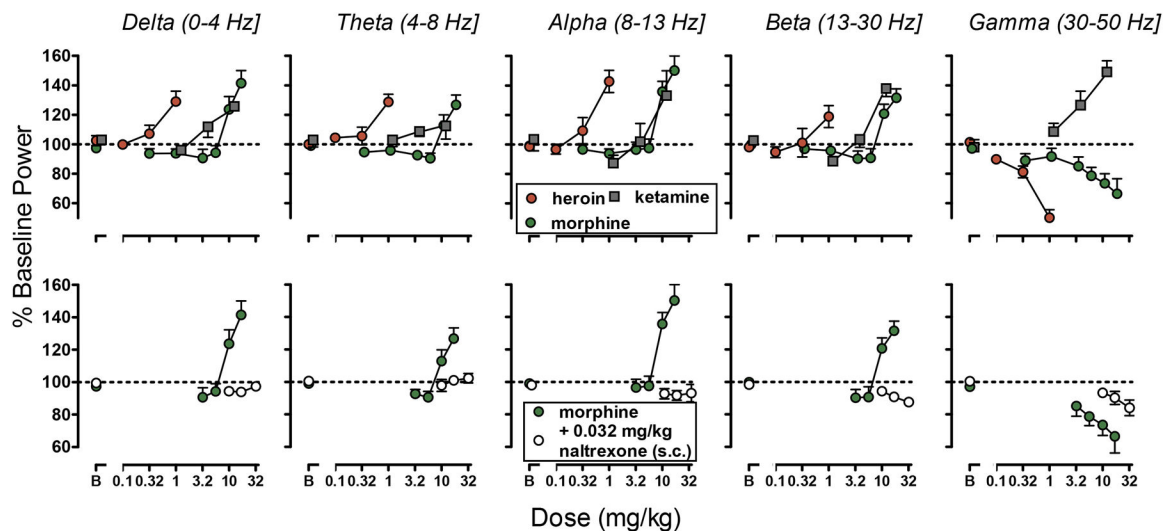 Delta (0-4 Hz] Theta (4-8 Hz] Alpha (8-13 Hz] Beta (13-30 Hz] Gamma (30-50 Hz]
160
140
120
100
80
60
heroin ketamine
morphine
% Baseline Power
160
140
120
100
80
60
morphine
+ 0.032 mg/kg
naltrexone (s.c.)
B 0.1 0.32 1 3.2 10 32 B 0.1 0.32 1 3.2 10 32 B 0.1 0.32 1 3.2 10 32 B 0.1 0.32 1 3.2 10 32 B 0.1 0.32 1 3.2 10 32
Dose (mg/kg)